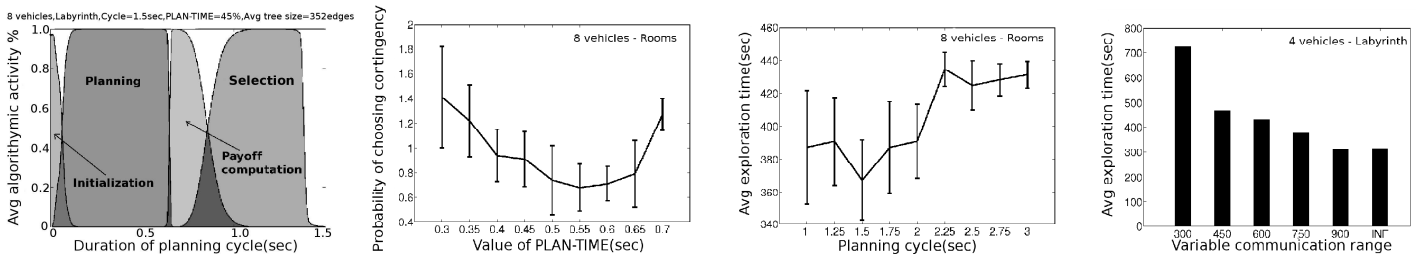 8 vehicles,Labyrinth,Cycle=1.5sec,PLAN-TIME=45%,Avg tree size=352edges
Avg algorithymic activity %
1.0
0.8
0.6
0.4
0.2
0
Planning
Selection
Initialization
Payoff
computation
0 0.5 1.0 1.5
Duration of planning cycle(sec)
Probability of choosing contingency
2
1.8
1.6
1.4
1.2
1
0.8
0.6
0.4
8 vehicles - Rooms
0.3 0.35 0.4 0.45 0.5 0.55 0.6 0.65 0.7
Value of PLAN-TIME(sec)
Avg exploration time(sec)
460
440
420
400
380
360
340
8 vehicles - Rooms
1 1.25 1.5 1.75 2 2.25 2.5 2.75 3
Planning cycle(sec)
Avg exploration time(sec)
800
700
600
500
400
300
200
100
0
4 vehicles - Labyrinth
300 450 600 750 900 INF
Variable communication range